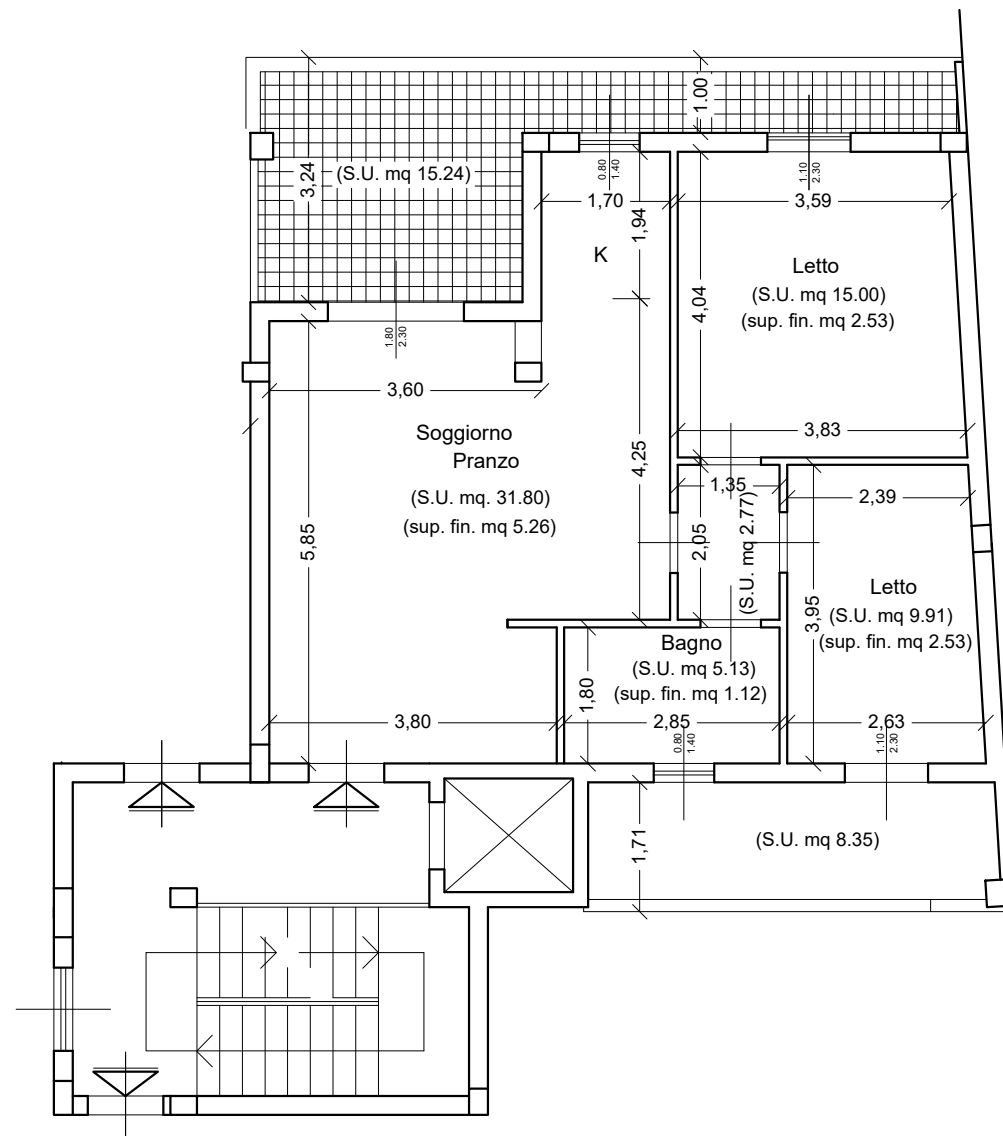 1.00
3,24
(S.U. mq 15.24)
0.80
1.40
1.10
2.30
1,70
3,59
1,94
K
Letto
(S.U. mq 15.00)
(sup. fin. mq 2.53)
4,04
1.80
2.30
3,60
3,83
Soggiorno
Pranzo
(S.U. mq. 31.80)
(sup. fin. mq 5.26)
4,25
5,85
1,35
2,39
2,05
(S.U. mq 2.77)
3,95
Letto
(S.U. mq 9.91)
(sup. fin. mq 2.53)
Bagno
(S.U. mq 5.13)
(sup. fin. mq 1.12)
1,80
3,80
2,85
2,63
0.80
1.40
1.10
2.30
1,71
(S.U. mq 8.35)